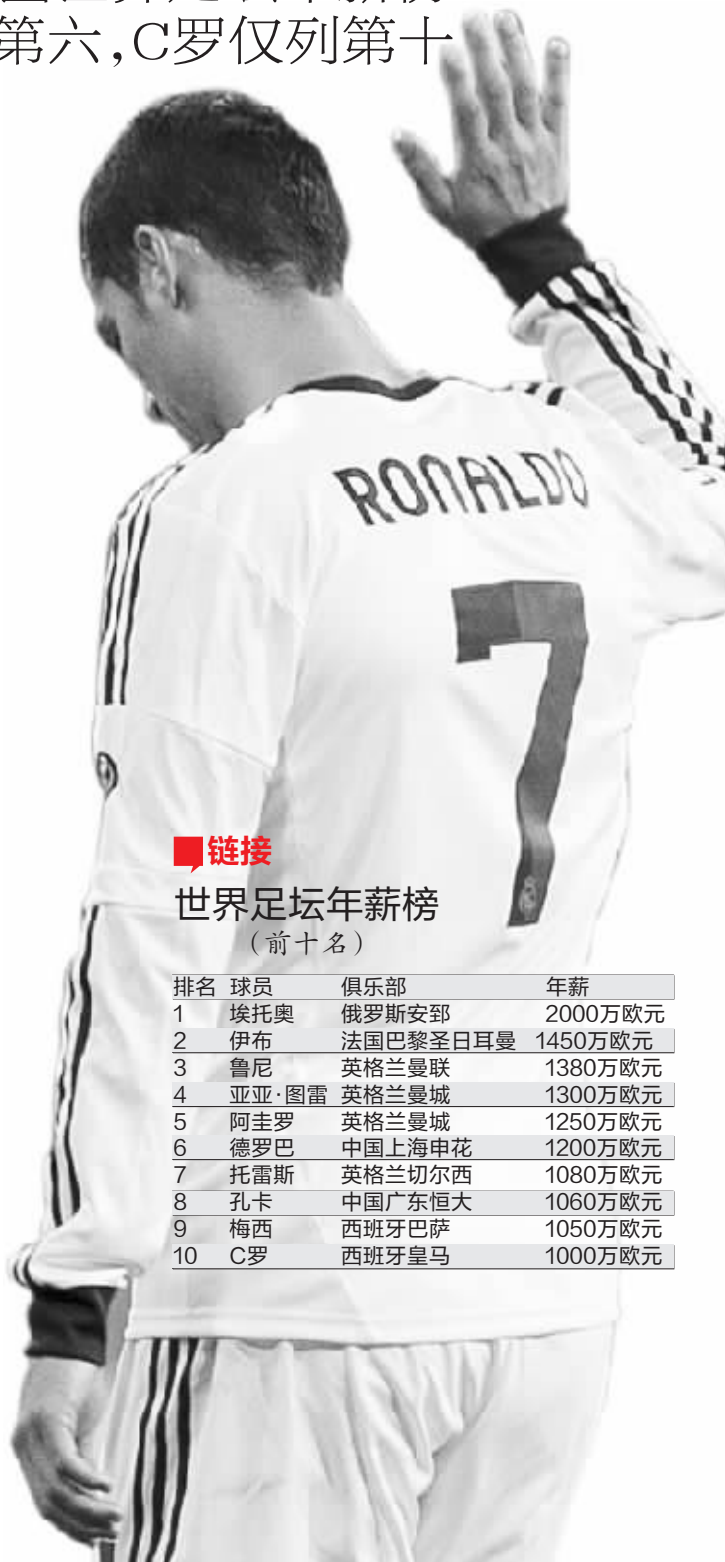 第六,C罗仅列第十
RONALDO
7
链接
世界足坛年薪榜
（前十名）
排名 球员 俱乐部 年薪
1 埃托奥 俄罗斯安郅 2000万欧元
2 伊布 法国巴黎圣日耳曼 1450万欧元
3 鲁尼 英格兰曼联 1380万欧元
4 亚亚·图雷 英格兰曼城 1300万欧元
5 阿圭罗 英格兰曼城 1250万欧元
6 德罗巴 中国上海申花 1200万欧元
7 托雷斯 英格兰切尔西 1080万欧元
8 孔卡 中国广东恒大 1060万欧元
9 梅西 西班牙巴萨 1050万欧元
10 C罗 西班牙皇马 1000万欧元